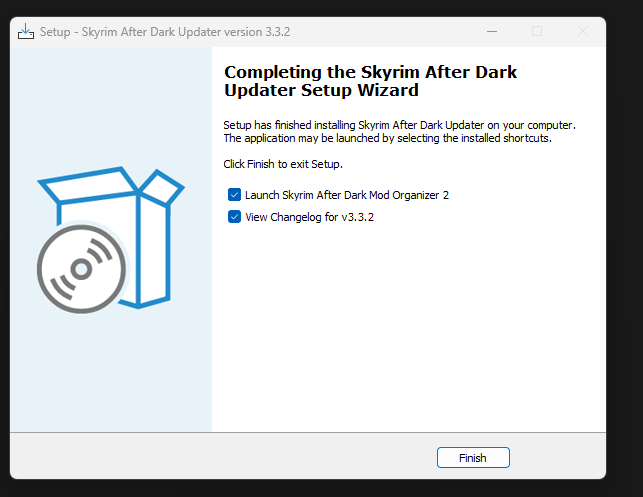 Setup - Skyrim After Dark Updater version 3.3.2
Completing the Skyrim After Dark
Updater Setup Wizard
Setup has finished installing Skyrim After Dark Updater on your computer.
The application may be launched by selecting the installed shortcuts.
Click Finish to exit Setup.
Launch Skyrim After Dark Mod Organizer 2
View Changelog for v3.3.2
Finish